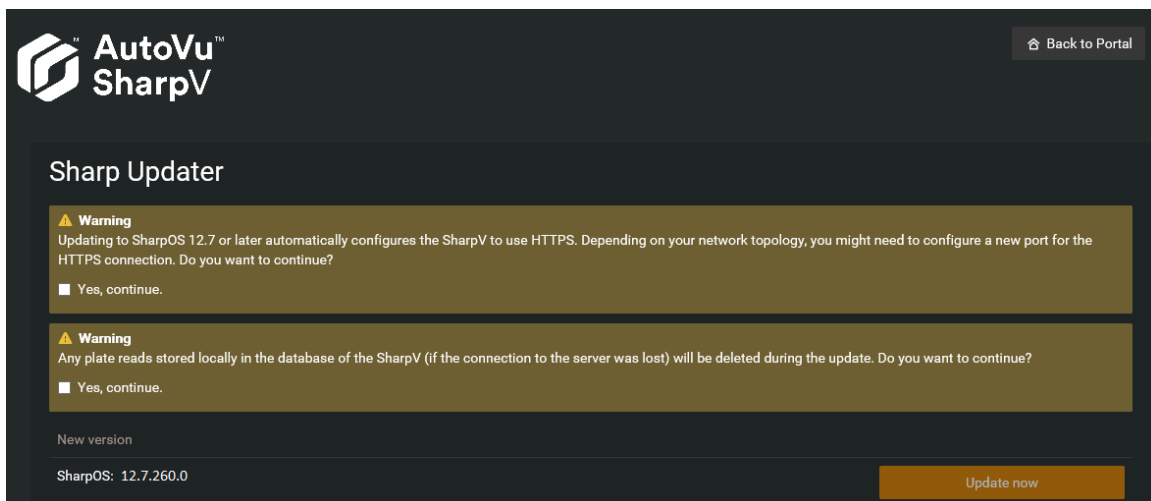 AutoVu™
SharpV
Back to Portal
Sharp Updater
Warning
Updating to SharpOS 12.7 or later automatically configures the SharpV to use HTTPS. Depending on your network topology, you might need to configure a new port for the
HTTPS connection. Do you want to continue?
Yes, continue.
Warning
Any plate reads stored locally in the database of the SharpV (if the connection to the server was lost) will be deleted during the update. Do you want to continue?
Yes, continue.
New version
SharpOS: 12.7.260.0
Update now